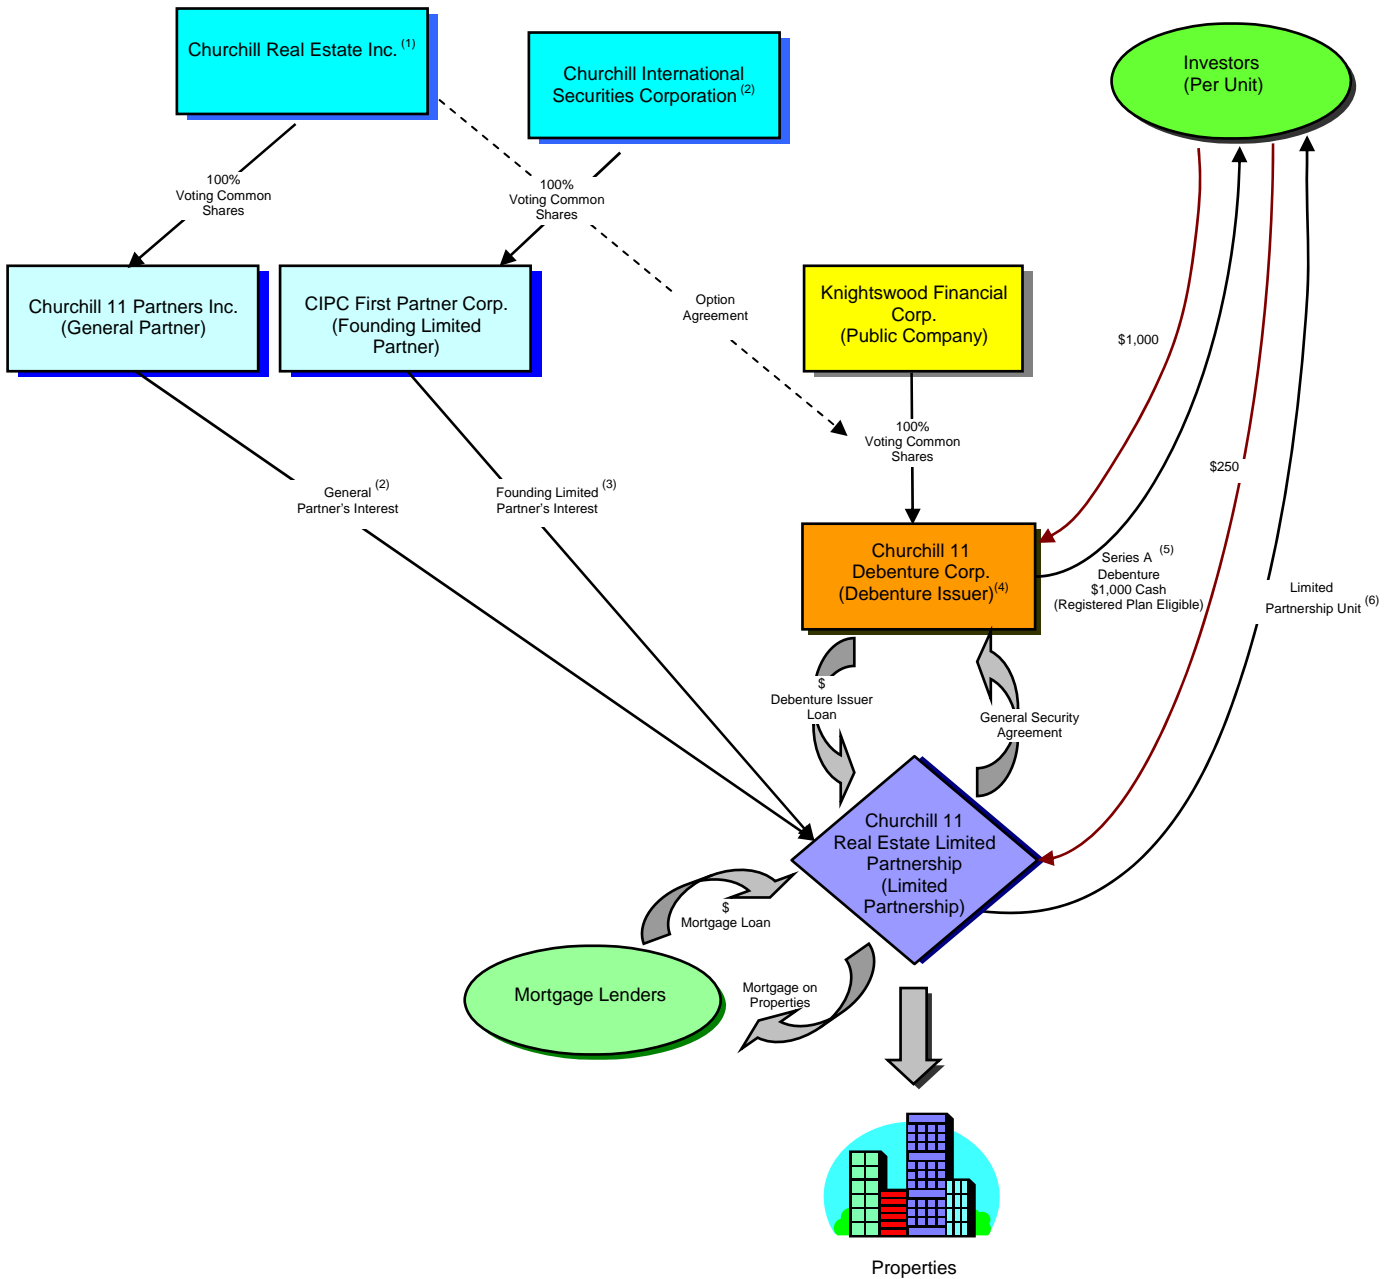 Churchill Real Estate Inc. (1)
Churchill International
Securities Corporation (2)
Investors
(Per Unit)
100%
Voting Common
Shares
100%
Voting Common
Shares
Churchill 11 Partners Inc.
(General Partner)
CIPC First Partner Corp.
(Founding Limited
Partner)
Option
Agreement
Knightswood Financial
Corp.
(Public Company)
$1,000
100%
Voting Common
Shares
General (2)
Partner's Interest
Founding Limited (3)
Partner's Interest
$250
Churchill 11
Debenture Corp.
(Debenture Issuer) (4)
Series A (5)
Debenture
$1,000 Cash
(Registered Plan Eligible)
Limited
Partnership Unit (6)
$
Debenture Issuer
Loan
General Security
Agreement
Churchill 11
Real Estate Limited
Partnership
(Limited
Partnership)
$
Mortgage Loan
Mortgage Lenders
Mortgage on
Properties
Properties